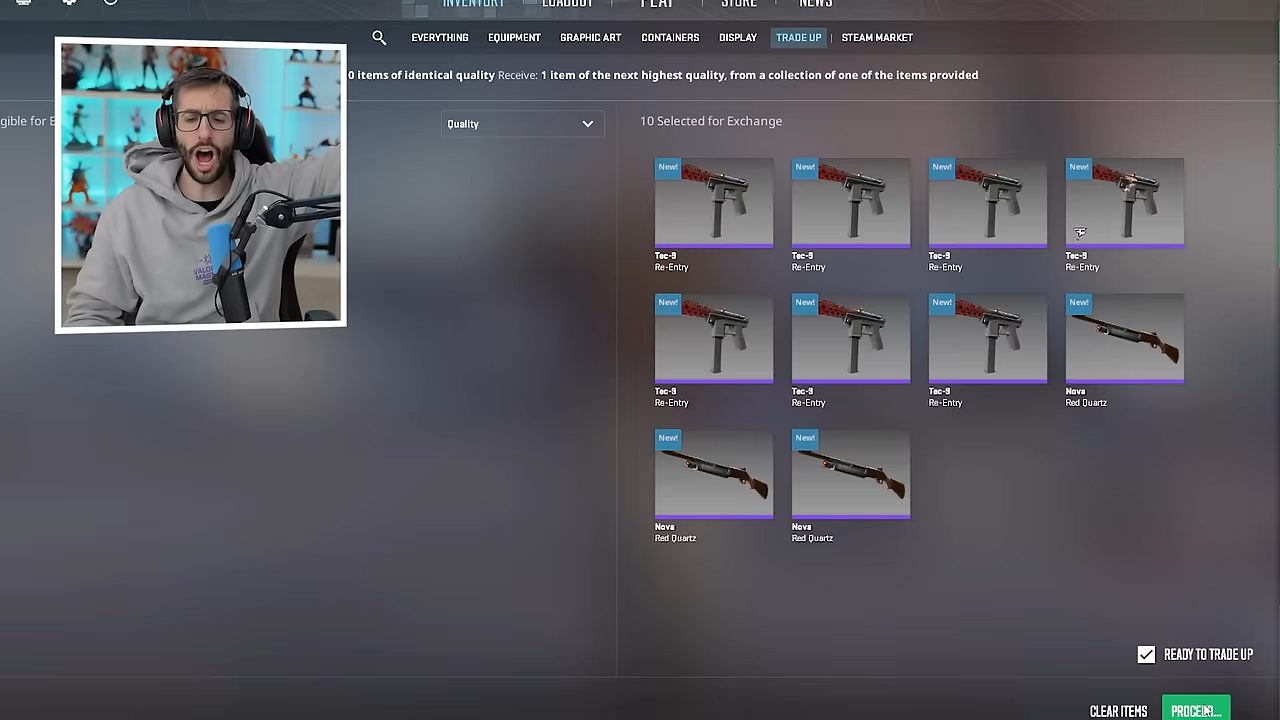 INVENTORY LOADOUT PLAY STORE NEWS
EVERYTHING EQUIPMENT GRAPHIC ART CONTAINERS DISPLAY TRADE UP STEAM MARKET
0 items of identical quality Receive: 1 item of the next highest quality, from a collection of one of the items provided
gible for E
Quality
10 Selected for Exchange
New! New! New! New!
Tec-9 Tec-9 Tec-9 Tec-9
Re-Entry Re-Entry Re-Entry Re-Entry
New! New! New! New!
Tec-9 Tec-9 Tec-9 Nova
Re-Entry Re-Entry Re-Entry Red Quartz
New! New!
Nova Nova
Red Quartz Red Quartz
READY TO TRADE UP
CLEAR ITEMS